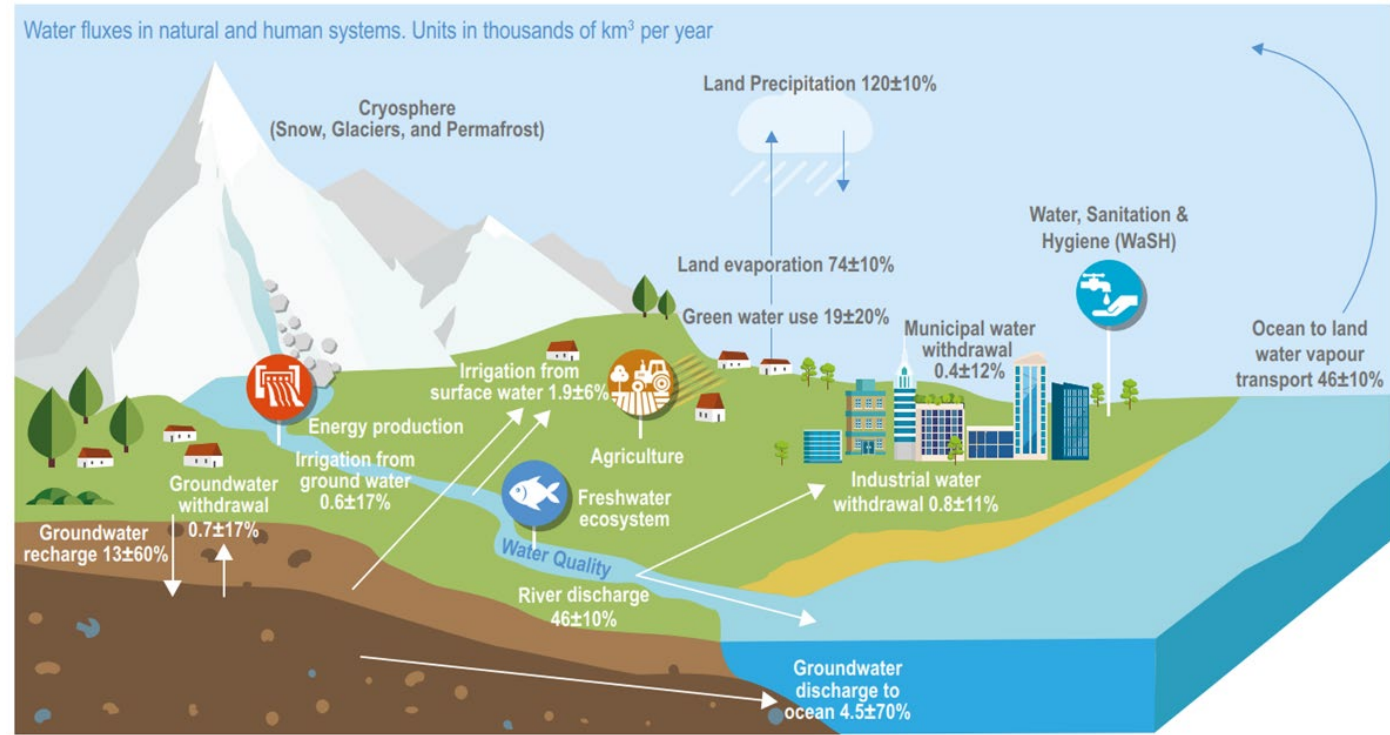 Water fluxes in natural and human systems. Units in thousands of km³ per year
Cryosphere
(Snow, Glaciers, and Permafrost)
Land Precipitation 120±10%
Water, Sanitation &
Hygiene (WaSH)
Land evaporation 74±10%
Green water use 19±20%
Municipal water
withdrawal
0.4±12%
Ocean to land
water vapour
transport 46±10%
Irrigation from
surface water 1.9±6%
Energy production
Agriculture
Irrigation from
ground water
0.6±17%
Groundwater
withdrawal
0.7±17%
Freshwater
ecosystem
Industrial water
withdrawal 0.8±11%
Groundwater
recharge 13±60%
Water Quality
River discharge
46±10%
Groundwater
discharge to
ocean 4.5±70%